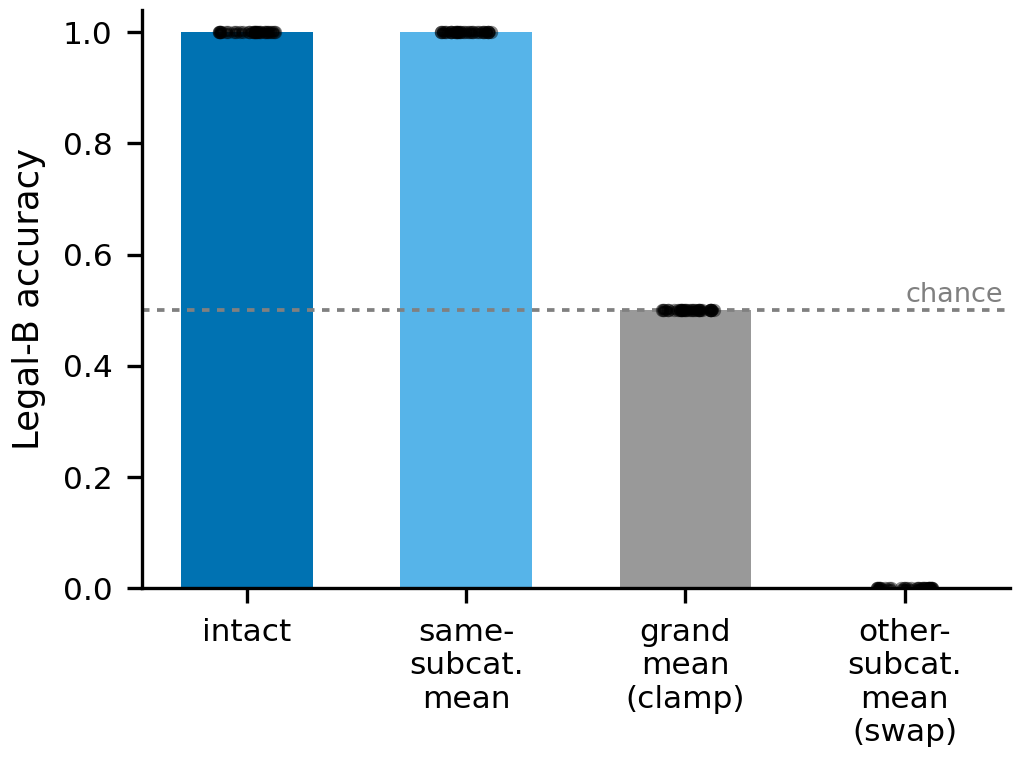 1.0
0.8
0.6
0.4
0.2
0.0
Legal-B accuracy
chance
intact
same-
subcat.
mean
grand
mean
(clamp)
other-
subcat.
mean
(swap)